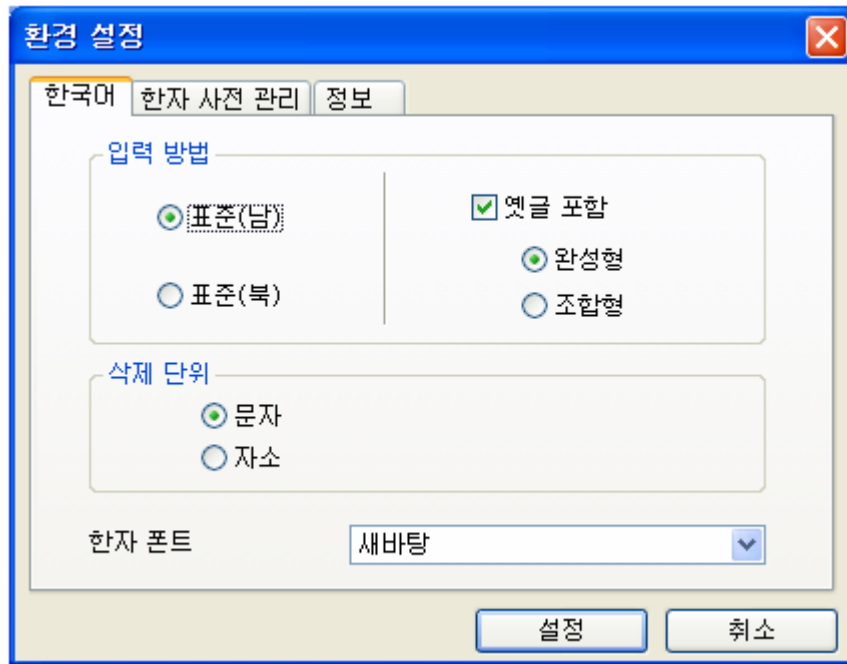 환경 설정
한국어 한자 사전 관리 정보
입력 방법
표준(남) 옛글 포함
완성형
표준(북) 조합형
삭제 단위
문자
자소
한자 폰트 새바탕
설정 취소